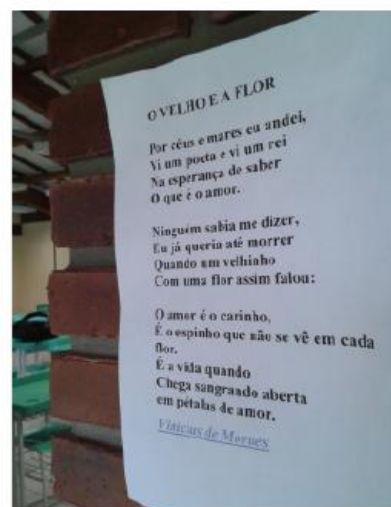 O VELHO E A FLOR
Por céus e mares eu andei,
Vi um poeta e vi um rei
Na esperança de saber
O que é o amor.
Ninguém sabia me dizer,
Eu já queria até morrer
Quando um velhinho
Com uma flor assim falou:
O amor é o carinho,
É o espinho que não se vê em cada
flor.
É a vida quando
Chega sangrando aberta
em pétalas de amor.
Vinicius de Moraes